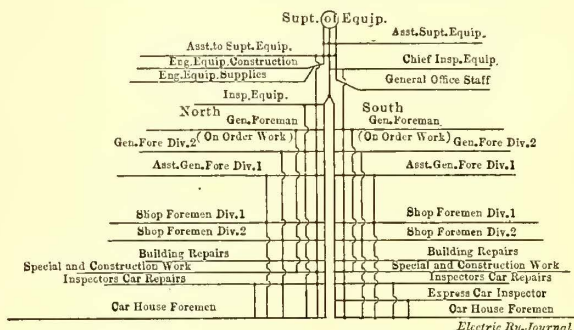 Supt. of Equip.
Asst. Supt. Equip.
Asst. to Supt. Equip.
Eng. Equip. Construction
Chief Insp. Equip.
Eng. Equip. Supplies
General Office Staff
Insp. Equip.
North
South
Gen. Foreman
Gen. Foreman
(On Order Work)
(On Order Work)
Gen. Fore Div. 2
Gen. Fore Div. 2
Asst. Gen. Fore Div. 1
Asst. Gen. Fore Div. 1
Shop Foremen Div. 1
Shop Foremen Div. 1
Shop Foremen Div. 2
Shop Foremen Div. 2
Building Repairs
Building Repairs
Special and Construction Work
Special and Construction Work
Inspectors Car Repairs
Inspectors Car Repairs
Express Car Inspector
Car House Foremen
Car House Foremen
Electric Ry. Journal